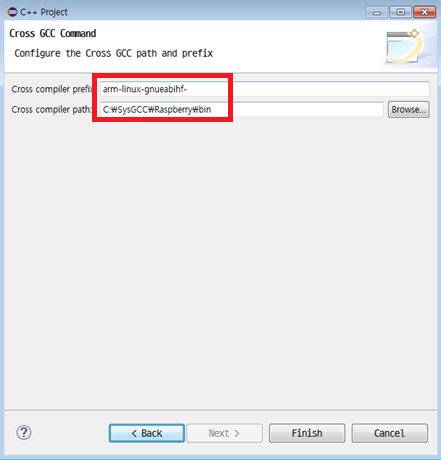 C++ Project
Cross GCC Command
Configure the Cross GCC path and prefix
Cross compiler prefix: arm-linux-gnueabihf-
Cross compiler path: C:₩SysGCC₩Raspberry₩bin Browse...
? < Back Next > Finish Cancel